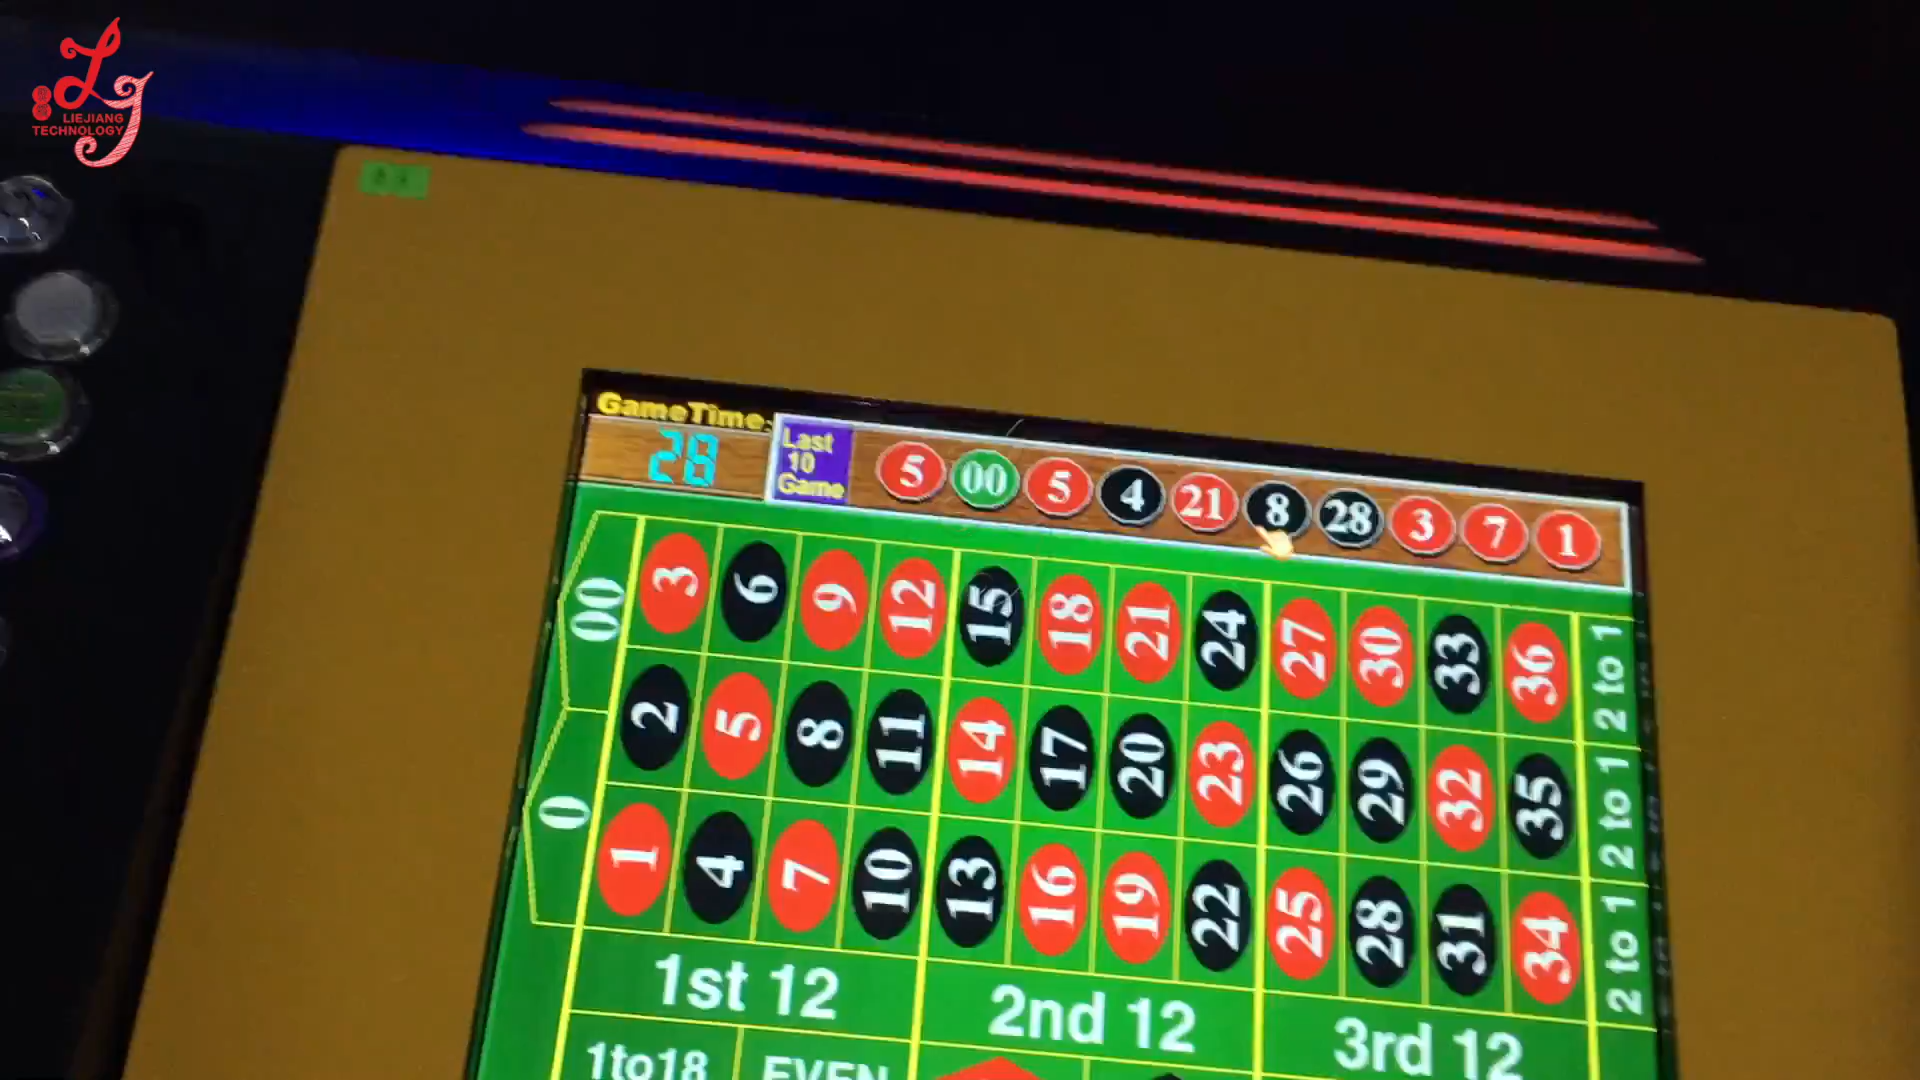 LIEJIANG
TECHNOLOGY
GameTime:
28
Last
10
Game
5 00 5 4 21 8 28 3 7 1
00 3 6 9 12 15 18 21 24 27 30 33 36 2 to 1
2 5 8 11 14 17 20 23 26 29 32 35 2 to 1
0 1 4 7 10 13 16 19 22 25 28 31 34 2 to 1
1st 12 2nd 12 3rd 12
1to18 EVEN